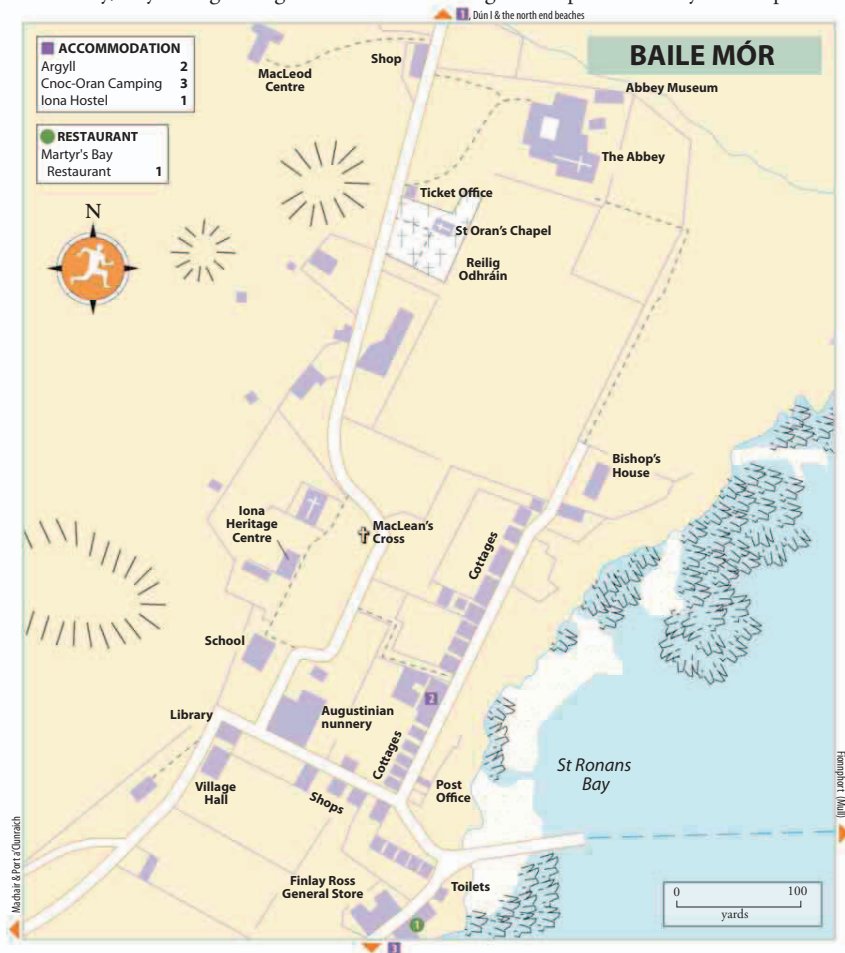 1, Dún I & the north end beaches
ACCOMMODATION
Argyll 2
Cnoc-Oran Camping 3
Iona Hostel 1
RESTAURANT
Martyr's Bay
Restaurant 1
BAILE MÓR
N
MacLeod
Centre
Shop
Abbey Museum
The Abbey
Ticket Office
St Oran's Chapel
Reilig
Odhráin
Bishop's
House
Iona
Heritage
Centre
MacLean's
Cross
Cottages
School
2
Library
Augustinian
nunnery
Cottages
Village
Hall
Shops
Post
Office
St Ronans
Bay
Fionnphort (Mull)
Machair & Port a'Churaich
Finlay Ross
General Store
Toilets
1
0 100
yards
3